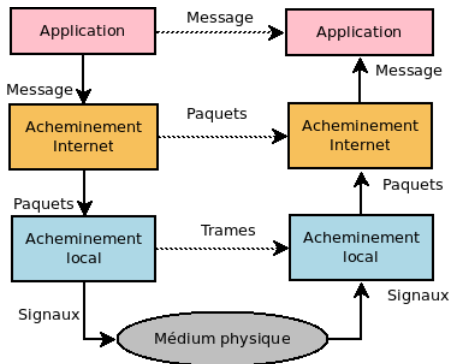 Message
Application
Application
Message
Message
Acheminement
Internet
Paquets
Acheminement
Internet
Paquets
Paquets
Acheminement
local
Trames
Acheminement
local
Signaux
Signaux
Médium physique